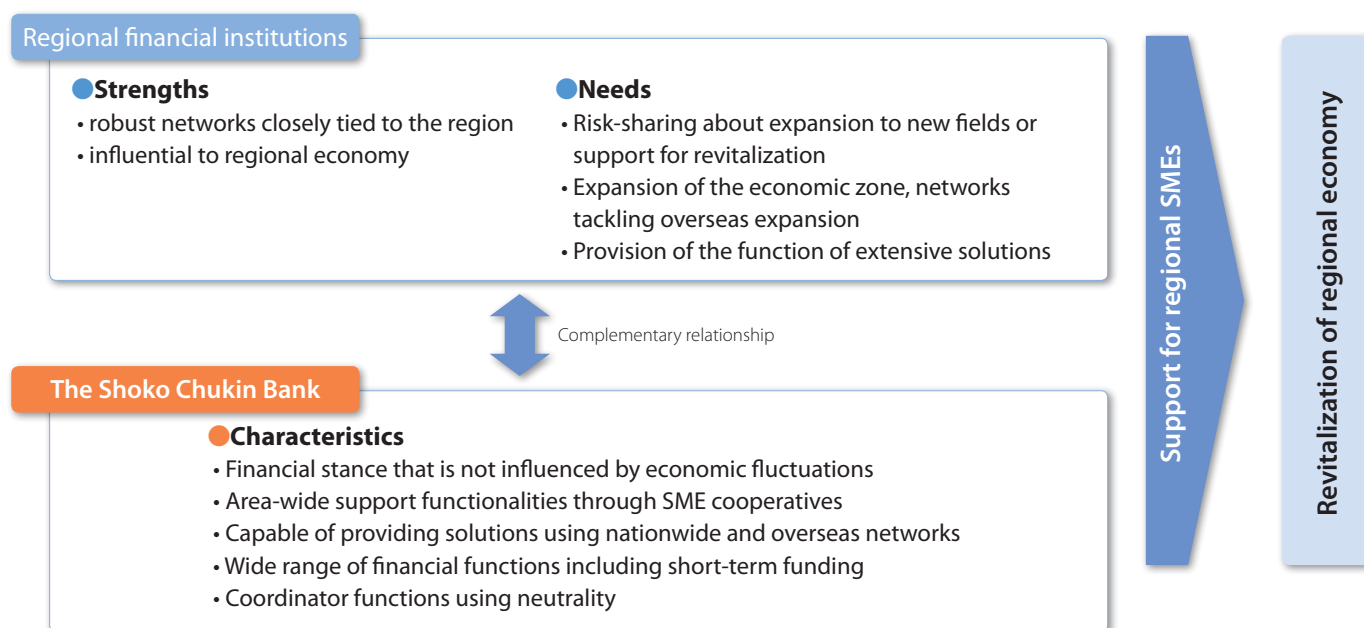 Regional financial institutions
●Strengths
• robust networks closely tied to the region
• influential to regional economy
●Needs
• Risk-sharing about expansion to new fields or
support for revitalization
• Expansion of the economic zone, networks
tackling overseas expansion
• Provision of the function of extensive solutions
Complementary relationship
The Shoko Chukin Bank
●Characteristics
• Financial stance that is not influenced by economic fluctuations
• Area-wide support functionalities through SME cooperatives
• Capable of providing solutions using nationwide and overseas networks
• Wide range of financial functions including short-term funding
• Coordinator functions using neutrality
Support for regional SMEs
Revitalization of regional economy